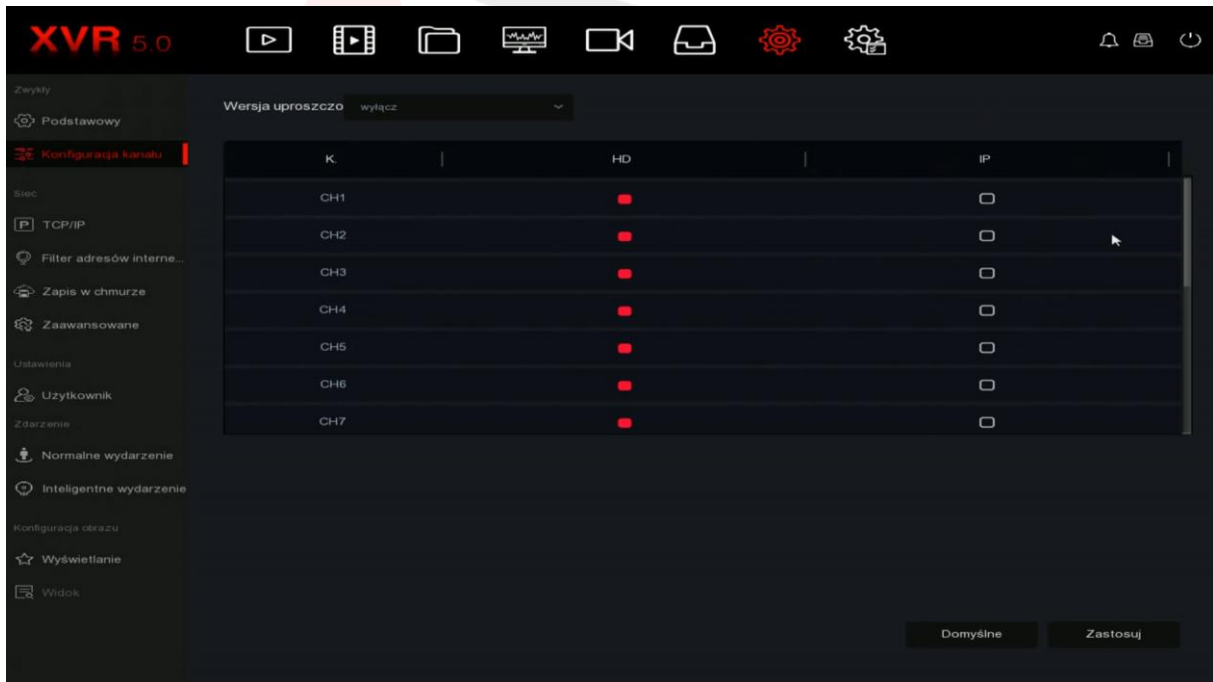 XVR 5.0
Zwykły
Podstawowy
Konfiguracja kanału
Siec
P TCP/IP
Filter adresów interne...
Zapis w chmurze
Zaawansowane
Ustawienia
Użytkownik
Zdarzenie
Normalne wydarzenie
Inteligentne wydarzenie
Konfiguracja obrazu
Wyświetlanie
Widok
Wersja uproszczo wyłącz
K. HD IP
CH1
CH2
CH3
CH4
CH5
CH6
CH7
Domyślne Zastosuj